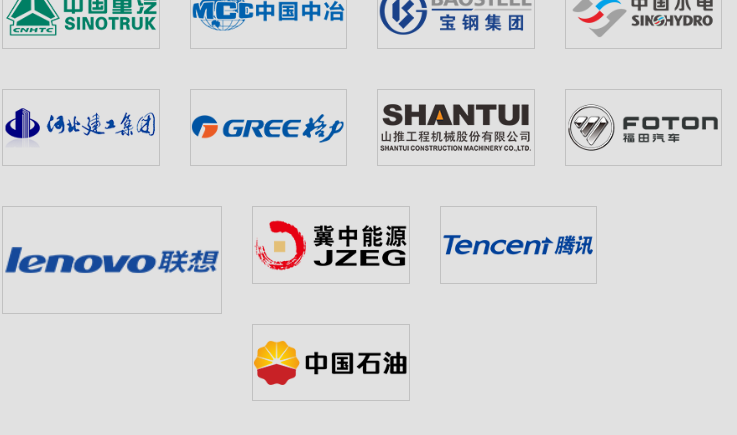 中国重汽
SINOTRUK
CNHTC
MCC中国中冶
BAOSTEEL
宝钢集团
中国水电
SINOHYDRO
河北建工集团
GREE格力
SHANTUI
山推工程机械股份有限公司
SHANTUI CONSTRUCTION MACHINERY CO.,LTD.
FOTON
福田汽车
lenovo联想
冀中能源
JZEG
Tencent腾讯
中国石油